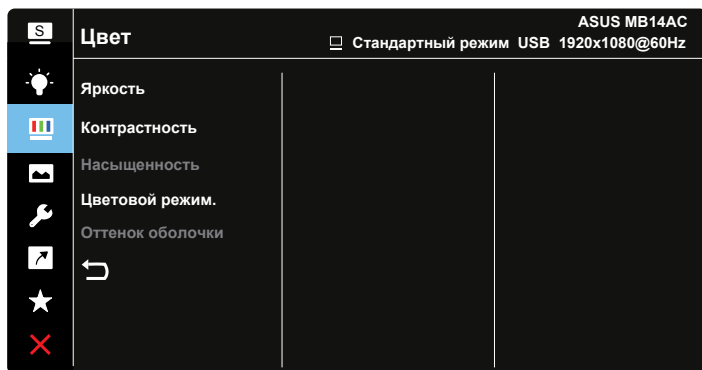 S
Цвет
ASUS MB14AC
Стандартный режим USB 1920x1080@60Hz
Яркость
Контрастность
Насыщенность
Цветовой режим.
Оттенок оболочки